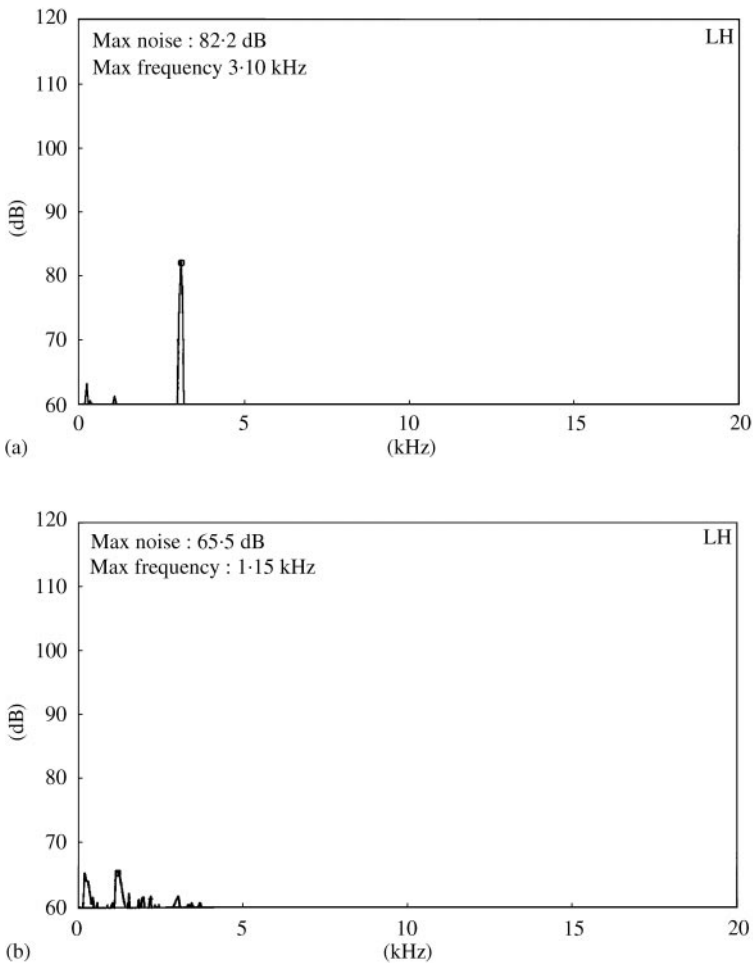 120
Max noise : 82·2 dB
LH
Max frequency 3·10 kHz
110
100
90
(dB)
80
70
60
0
5
10
15
20
(a)
(kHz)
120
Max noise : 65·5 dB
LH
Max frequency : 1·15 kHz
110
100
90
(dB)
80
70
60
0
5
10
15
20
(b)
(kHz)